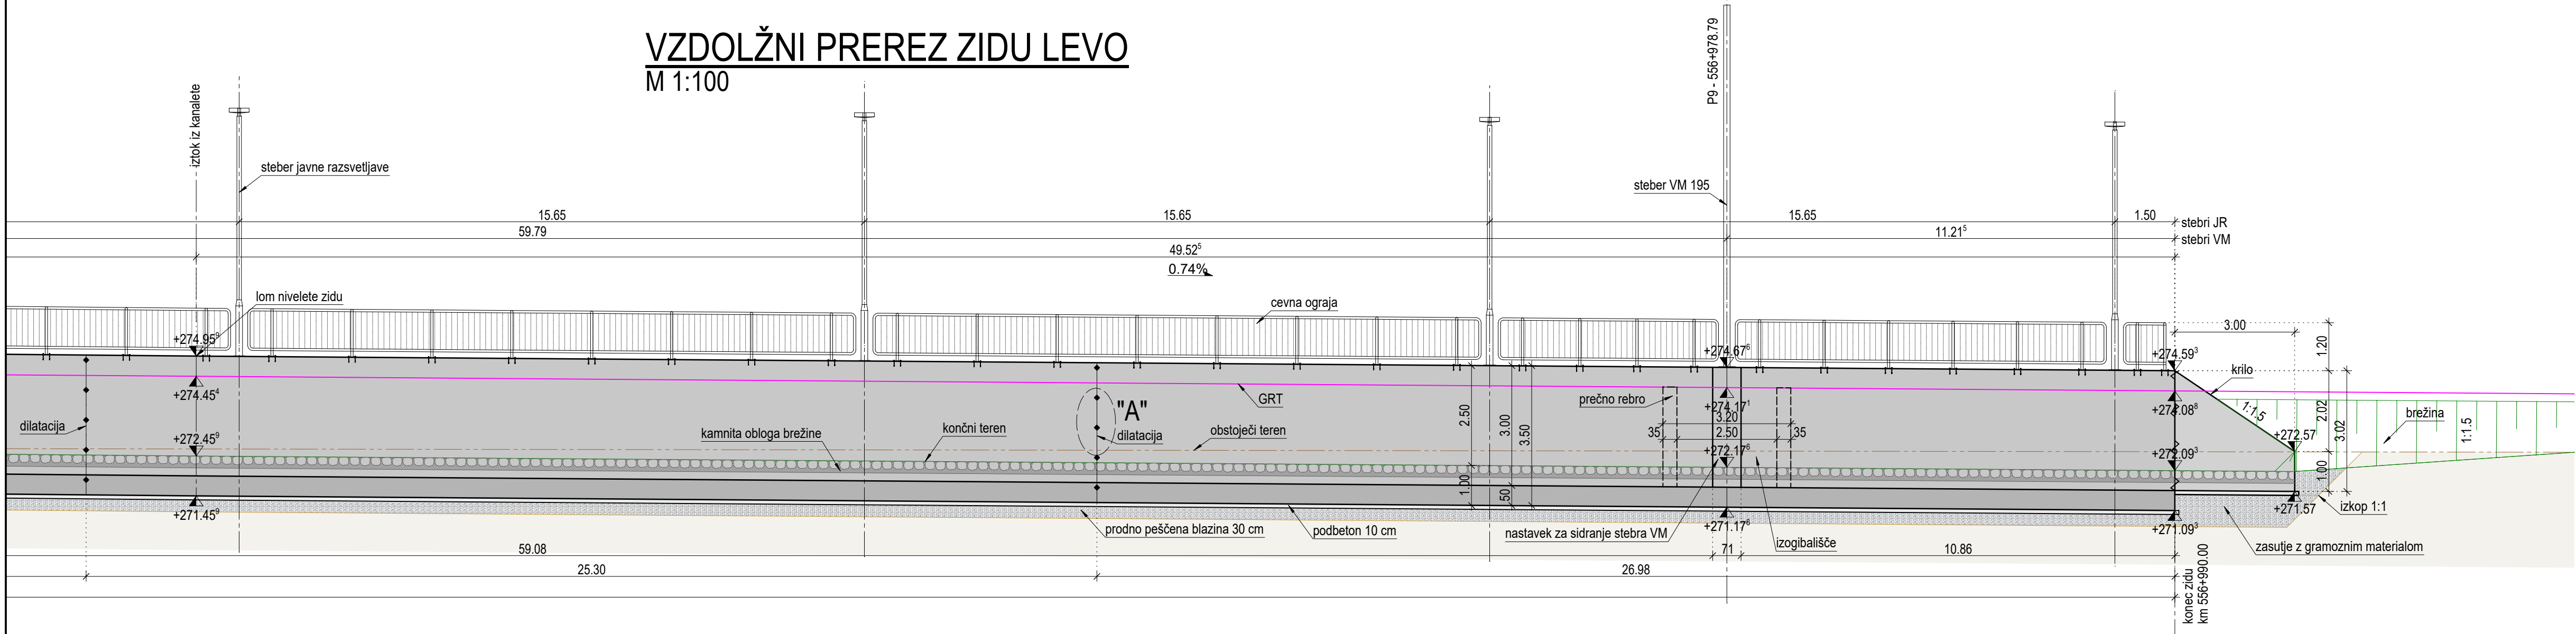 VZDOLŽNI PREREZ ZIDU LEVO
M 1:100
iztok iz kanalete
P9 - 556+978.79
steber javne razsvetljave
steber VM 195
15.65
15.65
15.65
1.50
stebri JR
59.79
11.21⁵
stebri VM
49.52⁵
0.74%
lom nivelete zidu
cevna ograja
3.00
1.20
+274.95⁹
+274.67⁶
+274.59³
krilo
+274.45⁴
GRT
prečno rebro
+274.17¹
+274.08⁸
1:1.5
2.50
3.00
3.50
3.20
35
2.50
35
2.02
3.02
brežina
1:1.5
dilatacija
"A"
dilatacija
+272.45⁹
kamnita obloga brežine
končni teren
obstoječi teren
+272.17⁶
+272.09³
+272.57
1.00
1.00
50
+271.45⁹
prodno peščena blazina 30 cm
podbeton 10 cm
nastavek za sidranje stebra VM
+271.17⁶
izogibališče
+271.09³
+271.57
izkop 1:1
zasutje z gramoznim materialom
59.08
71
10.86
25.30
26.98
konec zidu
km 556+990.00